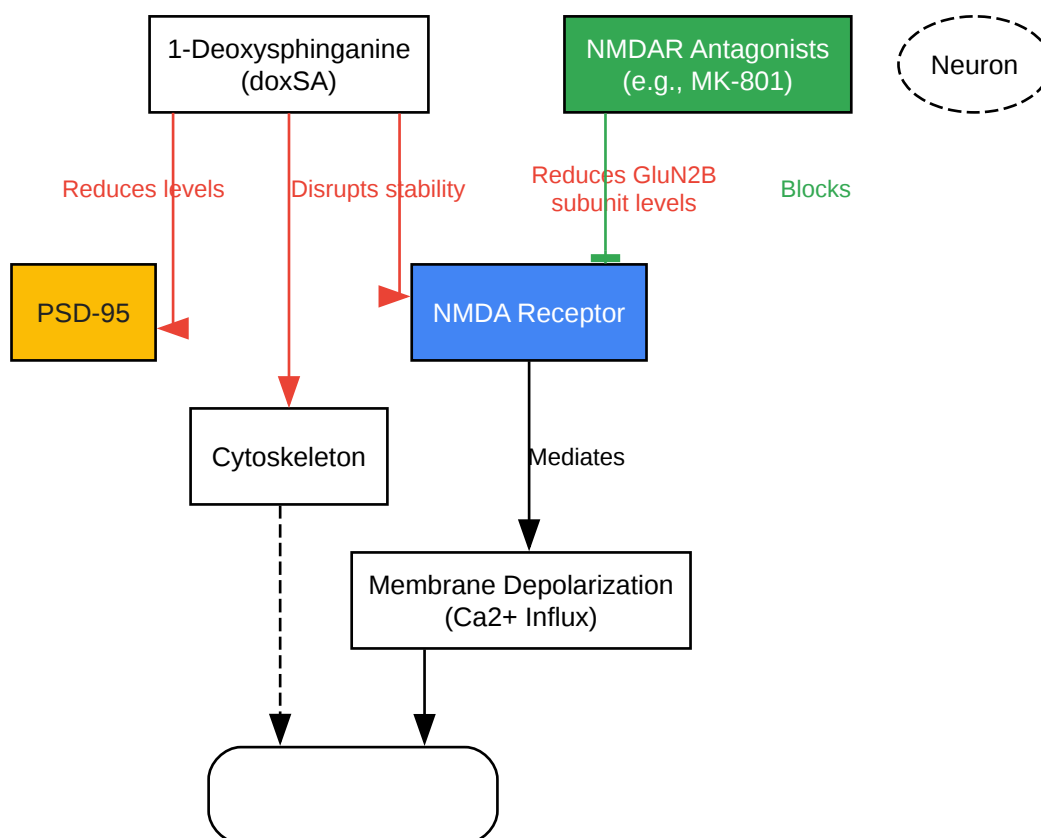 1-Deoxysphinganine
(doxSA)
NMDAR Antagonists
(e.g., MK-801)
Neuron
Reduces levels
Disrupts stability
Reduces GluN2B
subunit levels
Blocks
PSD-95
NMDA Receptor
Cytoskeleton
Mediates
Membrane Depolarization
(Ca2+ Influx)